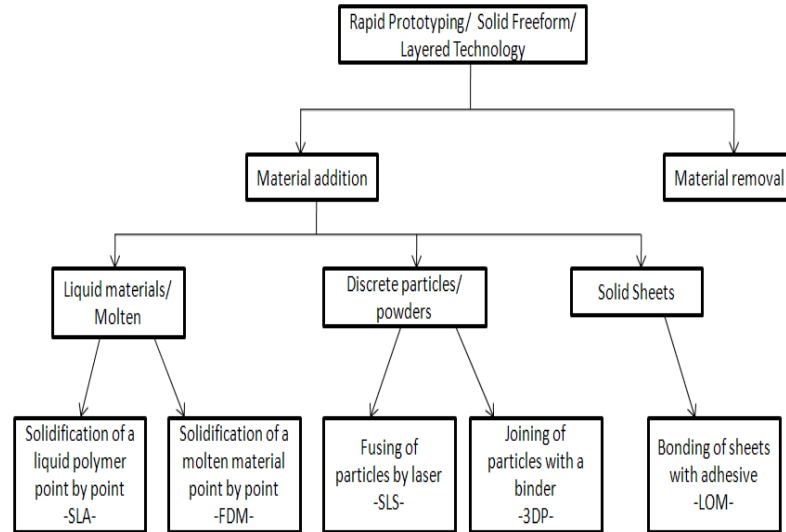 Rapid Prototyping/ Solid Freeform/
Layered Technology
Material addition
Material removal
Liquid materials/
Molten
Discrete particles/
powders
Solid Sheets
Solidification of a
liquid polymer
point by point
-SLA-
Solidification of a
molten material
point by point
-FDM-
Fusing of
particles by laser
-SLS-
Joining of
particles with a
binder
-3DP-
Bonding of sheets
with adhesive
-LOM-